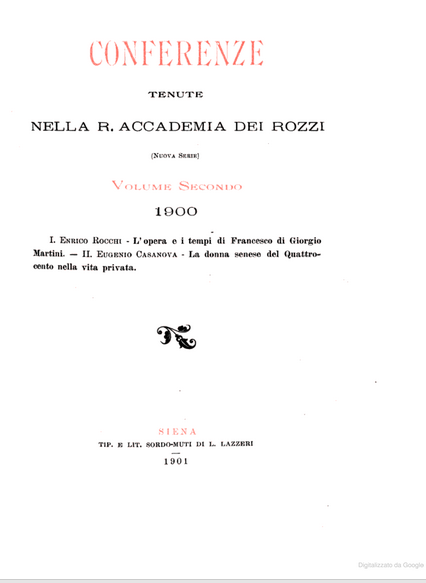 CONFERENZE
TENUTE
NELLA R. ACCADEMIA DEI ROZZI
(NUOVA SERIE)
VOLUME SECONDO
1900
I. ENRICO ROCCHI - L'opera e i tempi di Francesco di Giorgio
Martini. — II. EUGENIO CASANOVA - La donna senese del Quattro-
cento nella vita privata.
SIENA
TIP. E LIT. SORDO-MUTI DI L. LAZZERI
1901
Digitalizzato da Google